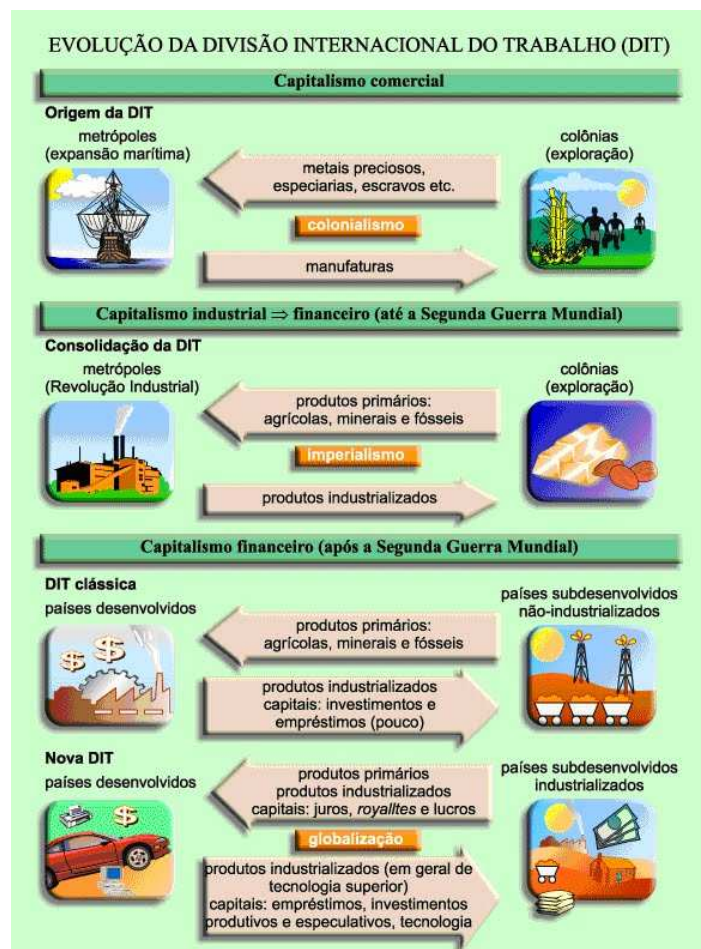 EVOLUÇÃO DA DIVISÃO INTERNACIONAL DO TRABALHO (DIT)
Capitalismo comercial
Origem da DIT
metrópoles
(expansão marítima)
metais preciosos,
especiarias, escravos etc.
colônias
(exploração)
colonialismo
manufaturas
Capitalismo industrial ⇒ financeiro (até a Segunda Guerra Mundial)
Consolidação da DIT
metrópoles
(Revolução Industrial)
produtos primários:
agrícolas, minerais e fósseis
colônias
(exploração)
imperialismo
produtos industrializados
Capitalismo financeiro (após a Segunda Guerra Mundial)
DIT clássica
países desenvolvidos
produtos primários:
agrícolas, minerais e fósseis
países subdesenvolvidos
não-industrializados
$ $
produtos industrializados
capitais: investimentos e
empréstimos (pouco)
Nova DIT
países desenvolvidos
produtos primários
produtos industrializados
capitais: juros, royalltes e lucros
países subdesenvolvidos
industrializados
$
globalização
produtos industrializados (em geral de
tecnologia superior)
capitais: empréstimos, investimentos
produtivos e especulativos, tecnologia